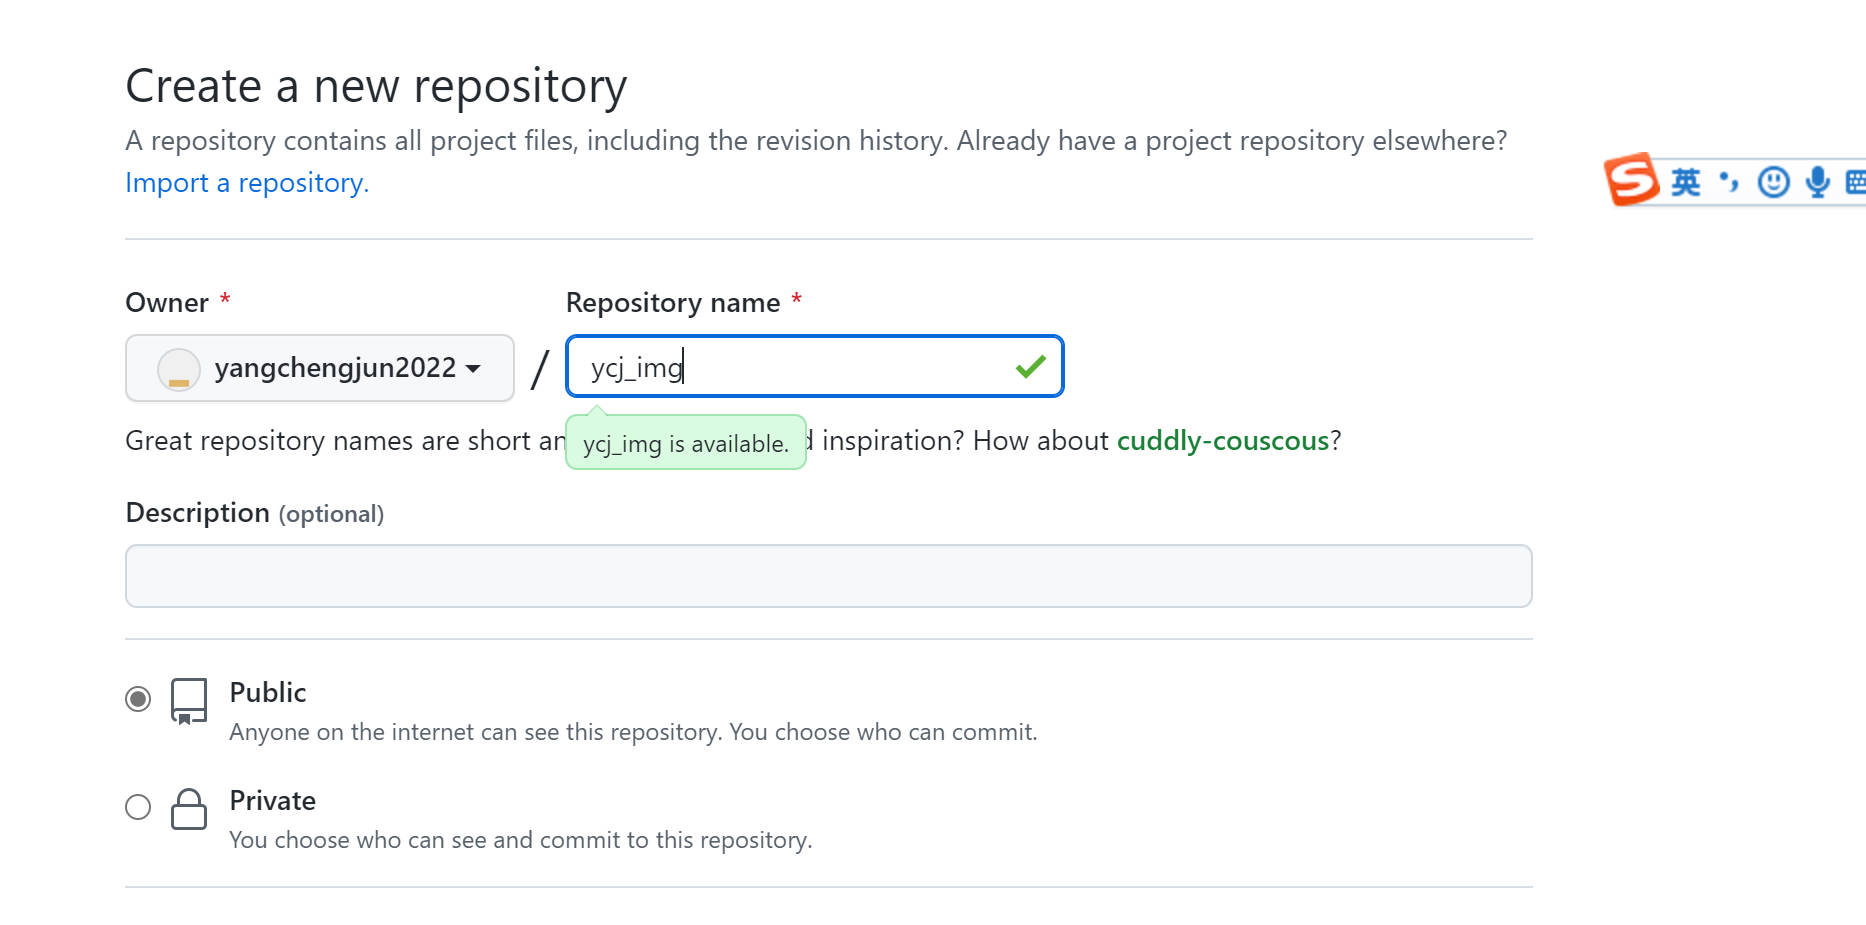 Create a new repository
A repository contains all project files, including the revision history. Already have a project repository elsewhere?
Import a repository.
英
Owner *
Repository name *
yangchengjun2022
/
ycj_img
Great repository names are short an
ycj_img is available.
d inspiration? How about cuddly-couscous?
Description (optional)
Public
Anyone on the internet can see this repository. You choose who can commit.
Private
You choose who can see and commit to this repository.